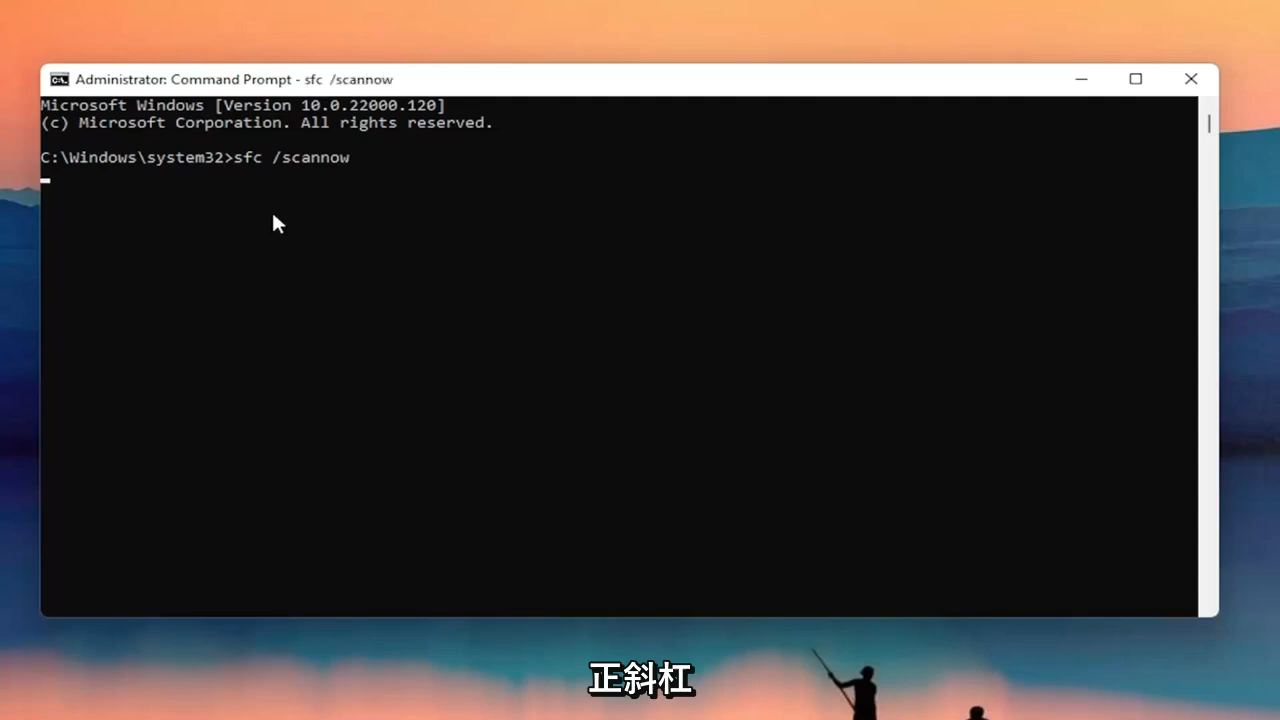 Administrator: Command Prompt - sfc  /scannow
Microsoft Windows [Version 10.0.22000.120]
(c) Microsoft Corporation. All rights reserved.
C:\Windows\system32>sfc /scannow
正斜杠